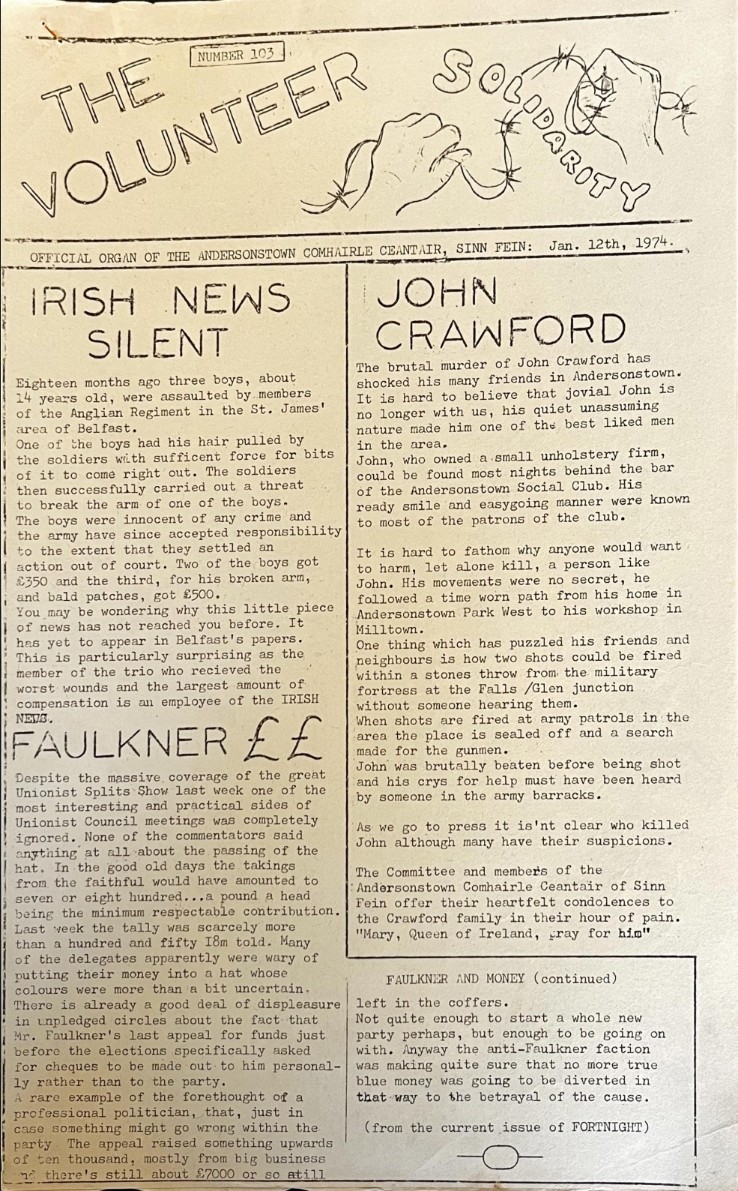 NUMBER 103
THE
VOLUNTEER
SOLIDARITY
OFFICIAL ORGAN OF THE ANDERSONSTOWN COMHAIRLE CEANTAIR, SINN FEIN: Jan. 12th, 1974.
IRISH NEWS
SILENT
Eighteen months ago three boys, about
14 years old, were assaulted by members
of the Anglian Regiment in the St. James'
area of Belfast.
One of the boys had his hair pulled by
the soldiers with sufficent force for bits
of it to come right out. The soldiers
then successfully carried out a threat
to break the arm of one of the boys.
The boys were innocent of any crime and
the army have since accepted responsibility
to the extent that they settled an
action out of court. Two of the boys got
£350 and the third, for his broken arm,
and bald patches, got £500.
You may be wondering why this little piece
of news has not reached you before. It
has yet to appear in Belfast's papers.
This is particularly surprising as the
member of the trio who recieved the
worst wounds and the largest amount of
compensation is an employee of the IRISH
NEWS.
FAULKNER ££
Despite the massive coverage of the great
Unionist Splits Show last week one of the
most interesting and practical sides of
Unionist Council meetings was completely
ignored. None of the commentators said
anything at all about the passing of the
hat. In the good old days the takings
from the faithful would have amounted to
seven or eight hundred...a pound a head
being the minimum respectable contribution.
Last week the tally was scarcely more
than a hundred and fifty I8m told. Many
of the delegates apparently were wary of
putting their money into a hat whose
colours were more than a bit uncertain.
There is already a good deal of displeasure
in unpledged circles about the fact that
Mr. Faulkner's last appeal for funds just
before the elections specifically asked
for cheques to be made out to him personal-
ly rather than to the party.
A rare example of the forethought of a
professional politician, that, just in
case something might go wrong within the
party The appeal raised something upwards
of ten thousand, mostly from big business
and there's still about £7000 or so still
JOHN
CRAWFORD
The brutal murder of John Crawford has
shocked his many friends in Andersonstown.
It is hard to believe that jovial John is
no longer with us, his quiet unassuming
nature made him one of the best liked men
in the area.
John, who owned a small unholstery firm,
could be found most nights behind the bar
of the Andersonstown Social Club. His
ready smile and easygoing manner were known
to most of the patrons of the club.
It is hard to fathom why anyone would want
to harm, let alone kill, a person like
John. His movements were no secret, he
followed a time worn path from his home in
Andersonstown Park West to his workshop in
Milltown.
One thing which has puzzled his friends and
neighbours is how two shots could be fired
within a stones throw from the military
fortress at the Falls /Glen junction
without someone hearing them.
When shots are fired at army patrols in the
area the place is sealed off and a search
made for the gunmen.
John was brutally beaten before being shot
and his crys for help must have been heard
by someone in the army barracks.
As we go to press it is'nt clear who killed
John although many have their suspicions.
The Committee and members of the
Andersonstown Comhairle Ceantair of Sinn
Fein offer their heartfelt condolences to
the Crawford family in their hour of pain.
"Mary, Queen of Ireland, pray for him"
FAULKNER AND MONEY (continued)
left in the coffers.
Not quite enough to start a whole new
party perhaps, but enough to be going on
with. Anyway the anti-Faulkner faction
was making quite sure that no more true
blue money was going to be diverted in
that way to the betrayal of the cause.
(from the current issue of FORTNIGHT)